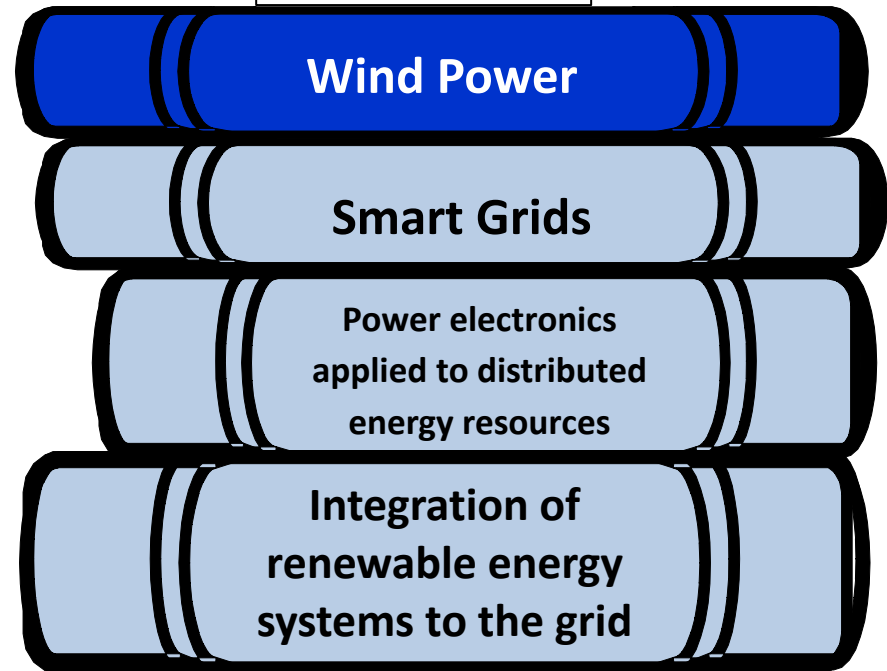 Wind Power
Smart Grids
Power electronics
applied to distributed
energy resources
Integration of
renewable energy
systems to the grid